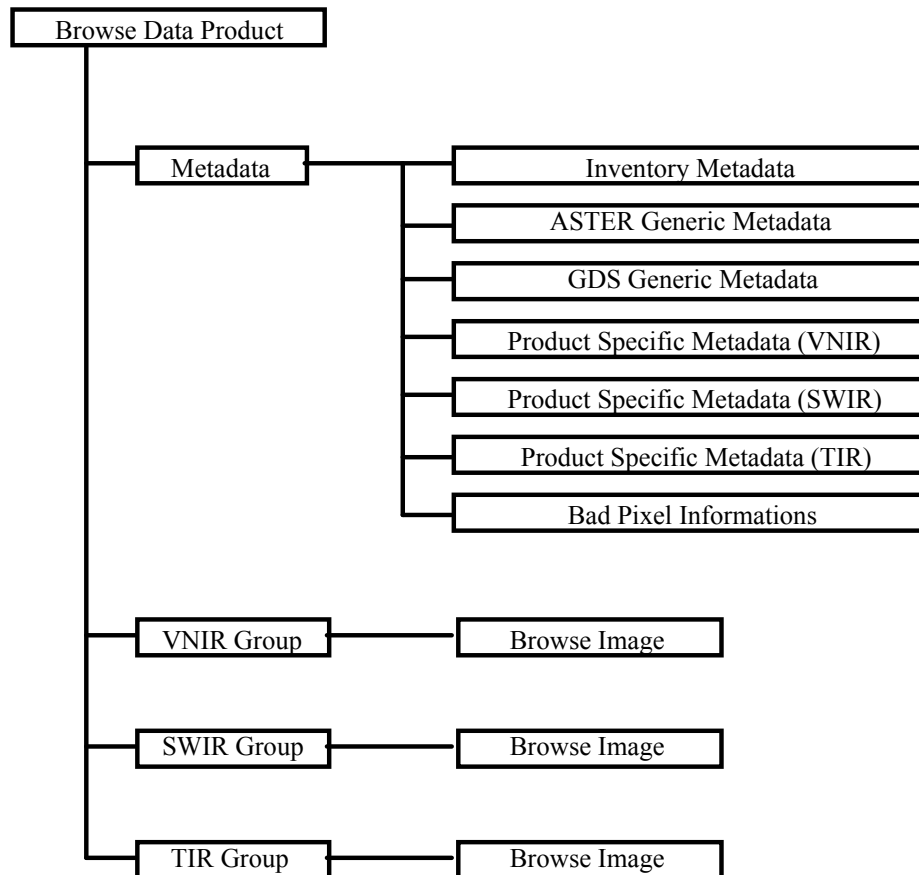 Browse Data Product
Metadata
Inventory Metadata
ASTER Generic Metadata
GDS Generic Metadata
Product Specific Metadata (VNIR)
Product Specific Metadata (SWIR)
Product Specific Metadata (TIR)
Bad Pixel Informations
VNIR Group
Browse Image
SWIR Group
Browse Image
TIR Group
Browse Image